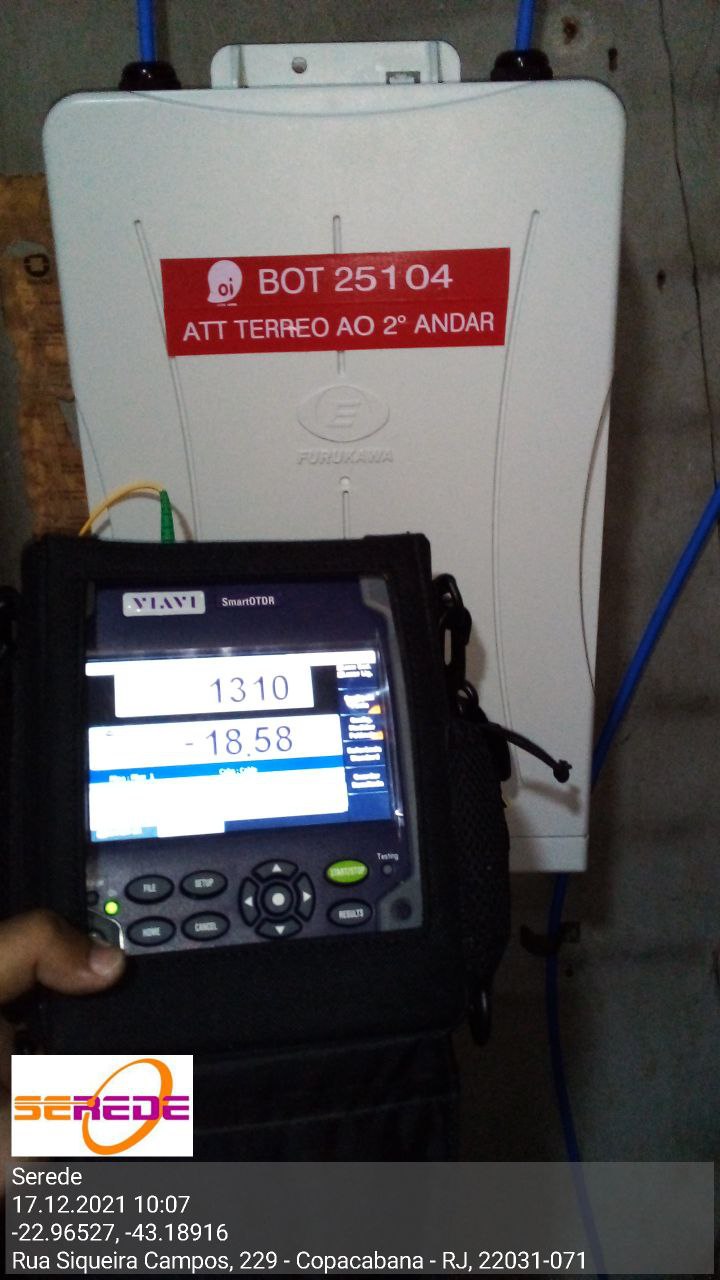 oi
BOT 25104
ATT TERREO AO 2° ANDAR
FURUKAWA
VIAVI
SmartOTDR
1310
-18.58
Testing
FILE
SETUP
START/STOP
HOME
CANCEL
RESULTS
SEREDE
Serede
17.12.2021 10:07
-22.96527, -43.18916
Rua Siqueira Campos, 229 - Copacabana - RJ, 22031-071